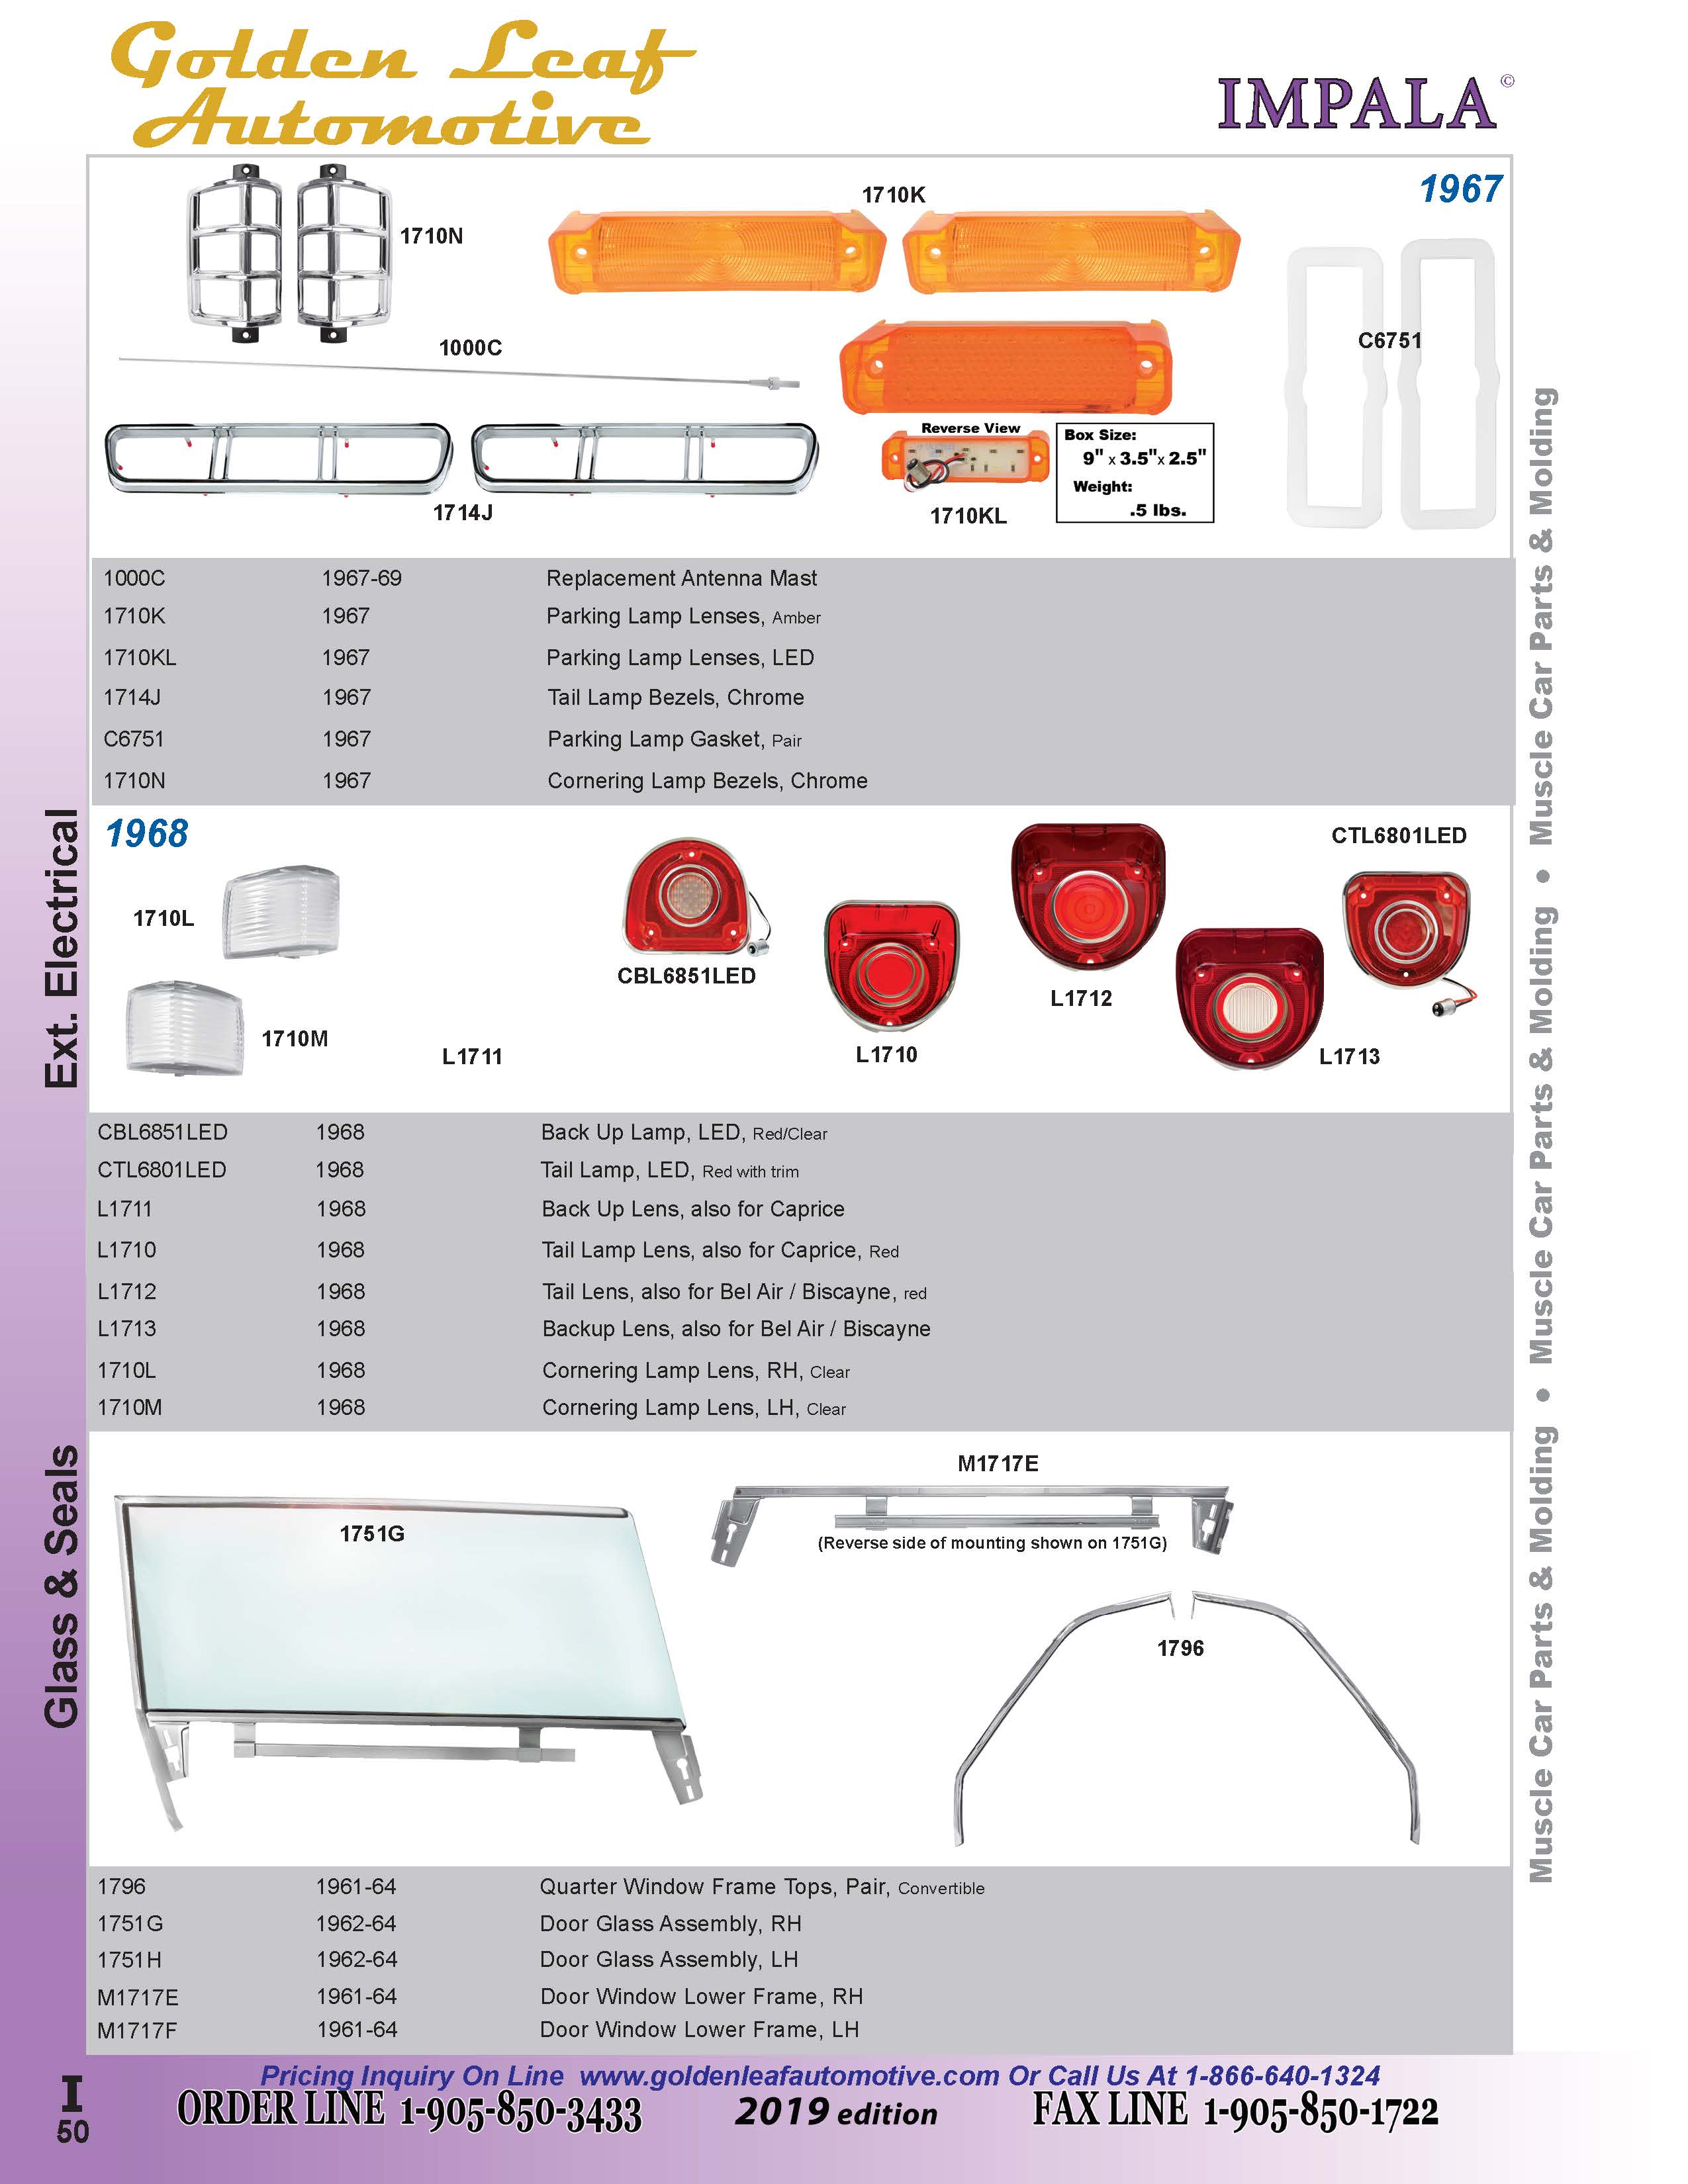 Golden Leaf
Automotive
IMPALA©
1967
1710N
1710K
1000C
C6751
1714J
Reverse View
1710KL
Box Size:
9" x 3.5" x 2.5"
Weight:
.5 lbs.
1000C 1967-69 Replacement Antenna Mast
1710K 1967 Parking Lamp Lenses, Amber
1710KL 1967 Parking Lamp Lenses, LED
1714J 1967 Tail Lamp Bezels, Chrome
C6751 1967 Parking Lamp Gasket, Pair
1710N 1967 Cornering Lamp Bezels, Chrome
Ext. Electrical
1968
1710L
1710M
L1711
CBL6851LED
L1710
L1712
L1713
CTL6801LED
CBL6851LED 1968 Back Up Lamp, LED, Red/Clear
CTL6801LED 1968 Tail Lamp, LED, Red with trim
L1711 1968 Back Up Lens, also for Caprice
L1710 1968 Tail Lamp Lens, also for Caprice, Red
L1712 1968 Tail Lens, also for Bel Air / Biscayne, red
L1713 1968 Backup Lens, also for Bel Air / Biscayne
1710L 1968 Cornering Lamp Lens, RH, Clear
1710M 1968 Cornering Lamp Lens, LH, Clear
Glass & Seals
1751G
M1717E
(Reverse side of mounting shown on 1751G)
1796
1796 1961-64 Quarter Window Frame Tops, Pair, Convertible
1751G 1962-64 Door Glass Assembly, RH
1751H 1962-64 Door Glass Assembly, LH
M1717E 1961-64 Door Window Lower Frame, RH
M1717F 1961-64 Door Window Lower Frame, LH
Muscle Car Parts & Molding • Muscle Car Parts & Molding • Muscle Car Parts & Molding
Pricing Inquiry On Line www.goldenleafautomotive.com Or Call Us At 1-866-640-1324
I
50
ORDER LINE 1-905-850-3433 2019 edition FAX LINE 1-905-850-1722